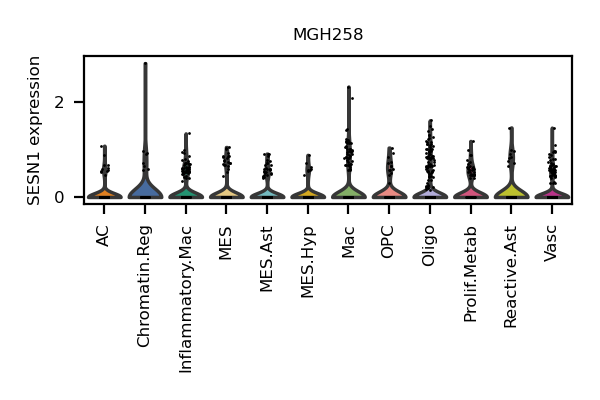 MGH258
SESN1 expression
2
0
AC
Chromatin.Reg
Inflammatory.Mac
MES
MES.Ast
MES.Hyp
Mac
OPC
Oligo
Prolif.Metab
Reactive.Ast
Vasc